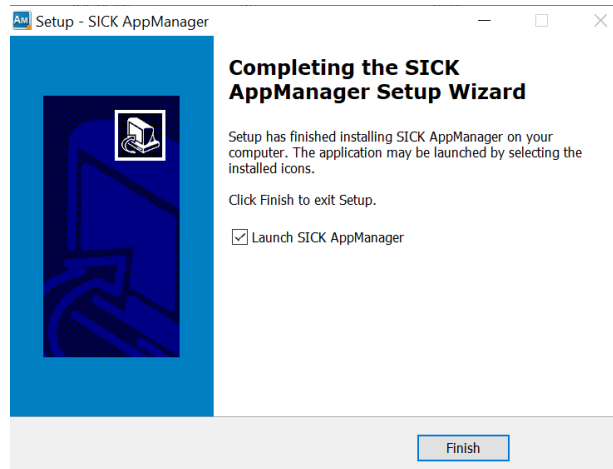 AM Setup - SICK AppManager
Completing the SICK
AppManager Setup Wizard
Setup has finished installing SICK AppManager on your
computer. The application may be launched by selecting the
installed icons.
Click Finish to exit Setup.
Launch SICK AppManager
Finish